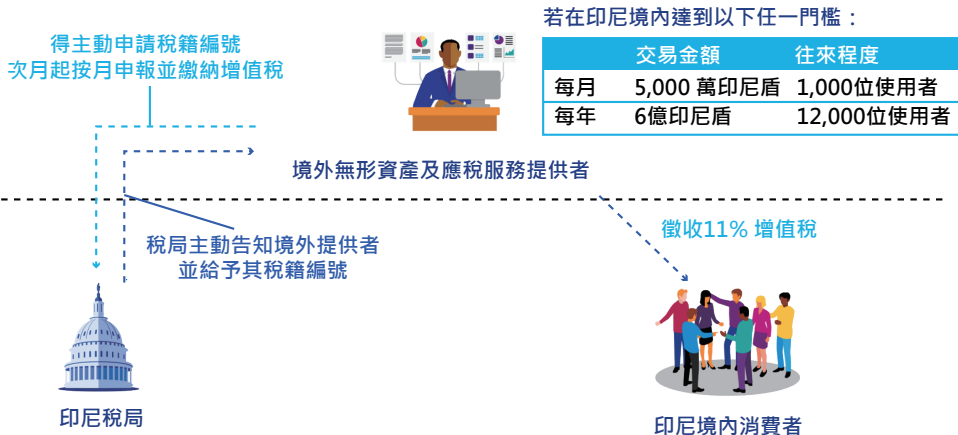 若在印尼境內達到以下任一門檻：
交易金額 往來程度
每月 5,000 萬印尼盾 1,000位使用者
每年 6億印尼盾 12,000位使用者
得主動申請稅籍編號
次月起按月申報並繳納增值稅
境外無形資產及應稅服務提供者
稅局主動告知境外提供者
並給予其稅籍編號
徵收11% 增值稅
印尼稅局
印尼境內消費者